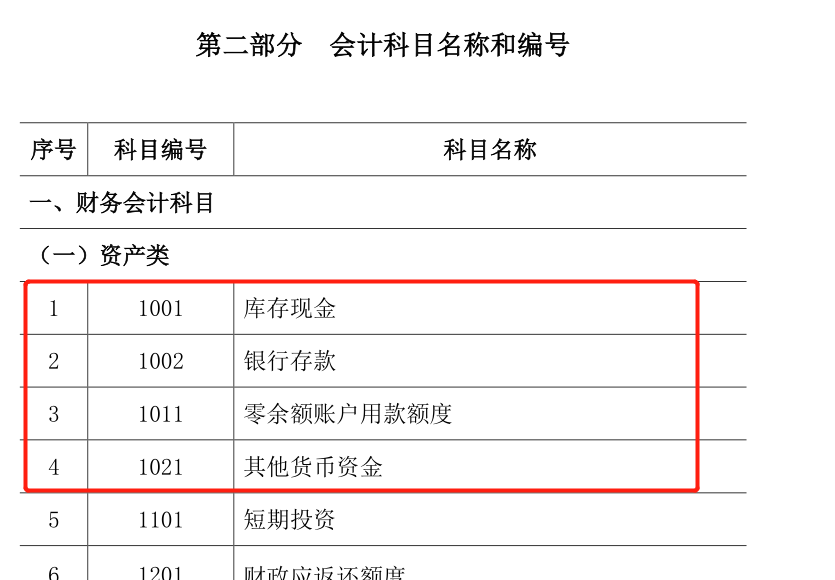 第二部分 会计科目名称和编号
序号 科目编号 科目名称
一、财务会计科目
（一）资产类
1 1001 库存现金
2 1002 银行存款
3 1011 零余额账户用款额度
4 1021 其他货币资金
5 1101 短期投资
6 1201 财政应返还额度